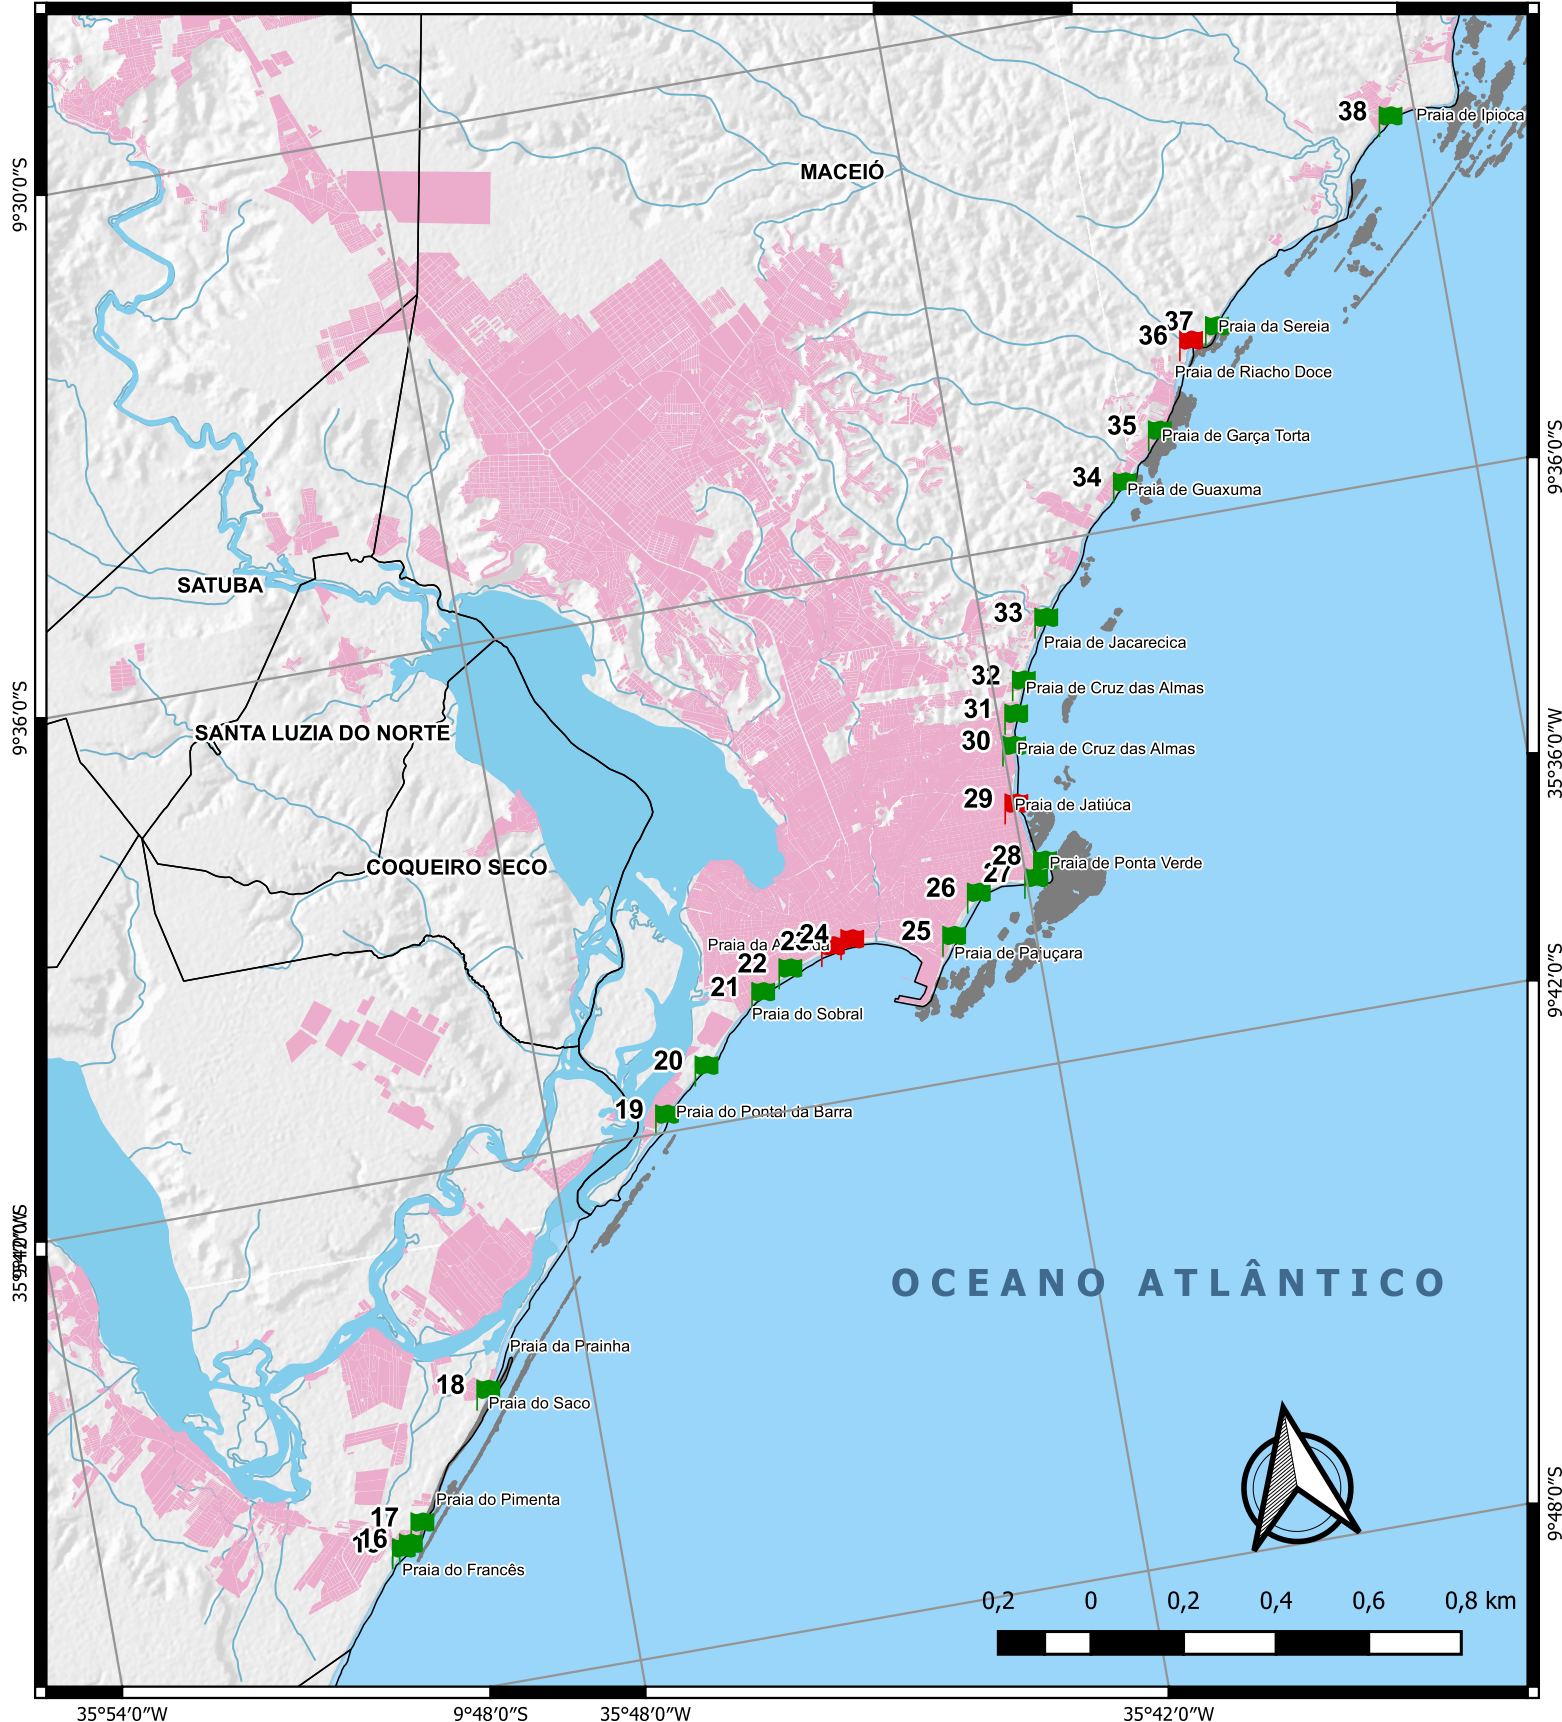 38
Praia de Ipioca
MACEIÓ
9°30'0"S
37
Praia da Sereia
36
Praia de Riacho Doce
35
Praia de Garça Torta
9°36'0"S
34
Praia de Guaxuma
SATUBA
33
Praia de Jacarecica
32
Praia de Cruz das Almas
31
9°36'0"S
SANTA LUZIA DO NORTE
30
Praia de Cruz das Almas
35°36'0"W
29
Praia de Jatiúca
COQUEIRO SECO
28
Praia de Ponta Verde
27
26
25
Praia de Pajuçara
24
23
Praia da
22
21
Praia do Sobral
9°42'0"S
20
19
Praia do Pontal da Barra
OCEANO ATLÂNTICO
Praia da Prainha
18
Praia do Saco
Praia do Pimenta
17
16
Praia do Francês
9°48'0"S
0,2 0 0,2 0,4 0,6 0,8 km
35°54'0"W
9°48'0"S
35°48'0"W
35°42'0"W